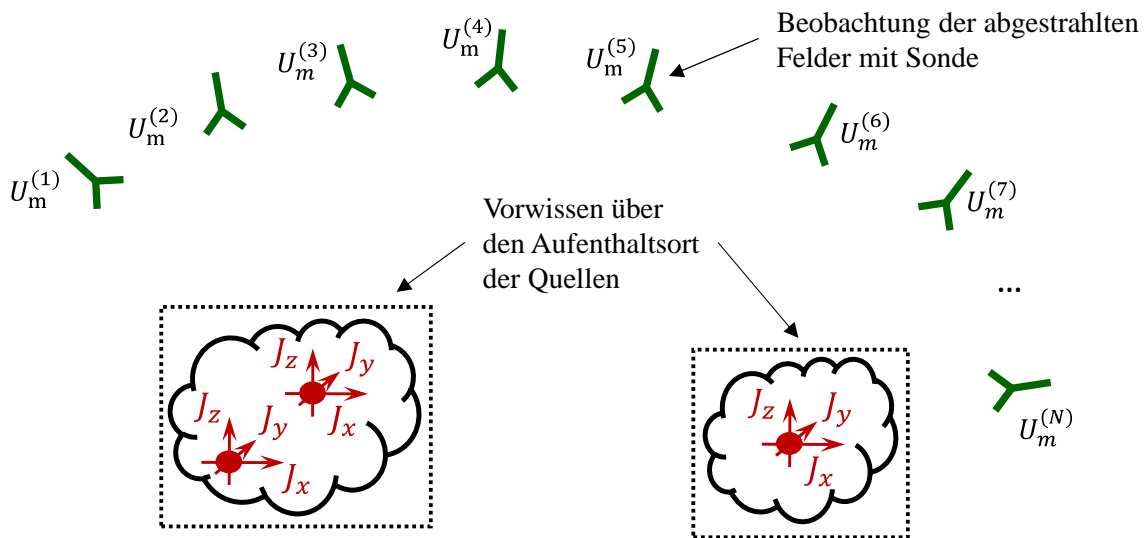 Beobachtung der abgestrahlten
Felder mit Sonde
U_m^{(1)}
U_m^{(2)}
U_m^{(3)}
U_m^{(4)}
U_m^{(5)}
U_m^{(6)}
U_m^{(7)}
...
U_m^{(N)}
Vorwissen über
den Aufenthaltsort
der Quellen
J_z J_y
J_x
J_z J_y
J_x
J_z J_y
J_x